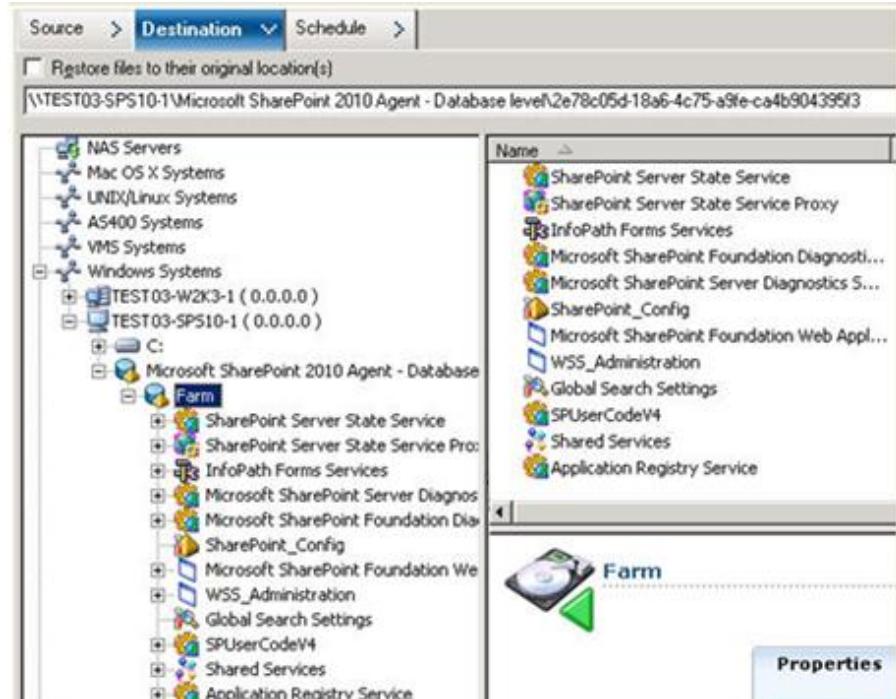 Source > Destination Schedule >
Restore files to their original location(s)
\\TEST03-SPS10-1\Microsoft SharePoint 2010 Agent - Database level\2e78c05d-18a6-4c75-a9fe-ca4b904395f3
NAS Servers
Mac OS X Systems
UNIX/Linux Systems
AS400 Systems
VMS Systems
Windows Systems
TEST03-W2K3-1 ( 0.0.0.0 )
TEST03-SPS10-1 ( 0.0.0.0 )
C:
Microsoft SharePoint 2010 Agent - Database
Farm
SharePoint Server State Service
SharePoint Server State Service Pro
InfoPath Forms Services
Microsoft SharePoint Server Diagnos
Microsoft SharePoint Foundation Dia
SharePoint_Config
Microsoft SharePoint Foundation We
WSS_Administration
Global Search Settings
SPUserCodeV4
Shared Services
Application Registry Service
Name
SharePoint Server State Service
SharePoint Server State Service Proxy
InfoPath Forms Services
Microsoft SharePoint Foundation Diagnosti...
Microsoft SharePoint Server Diagnostics S...
SharePoint_Config
Microsoft SharePoint Foundation Web Appl...
WSS_Administration
Global Search Settings
SPUserCodeV4
Shared Services
Application Registry Service
Farm
Properties